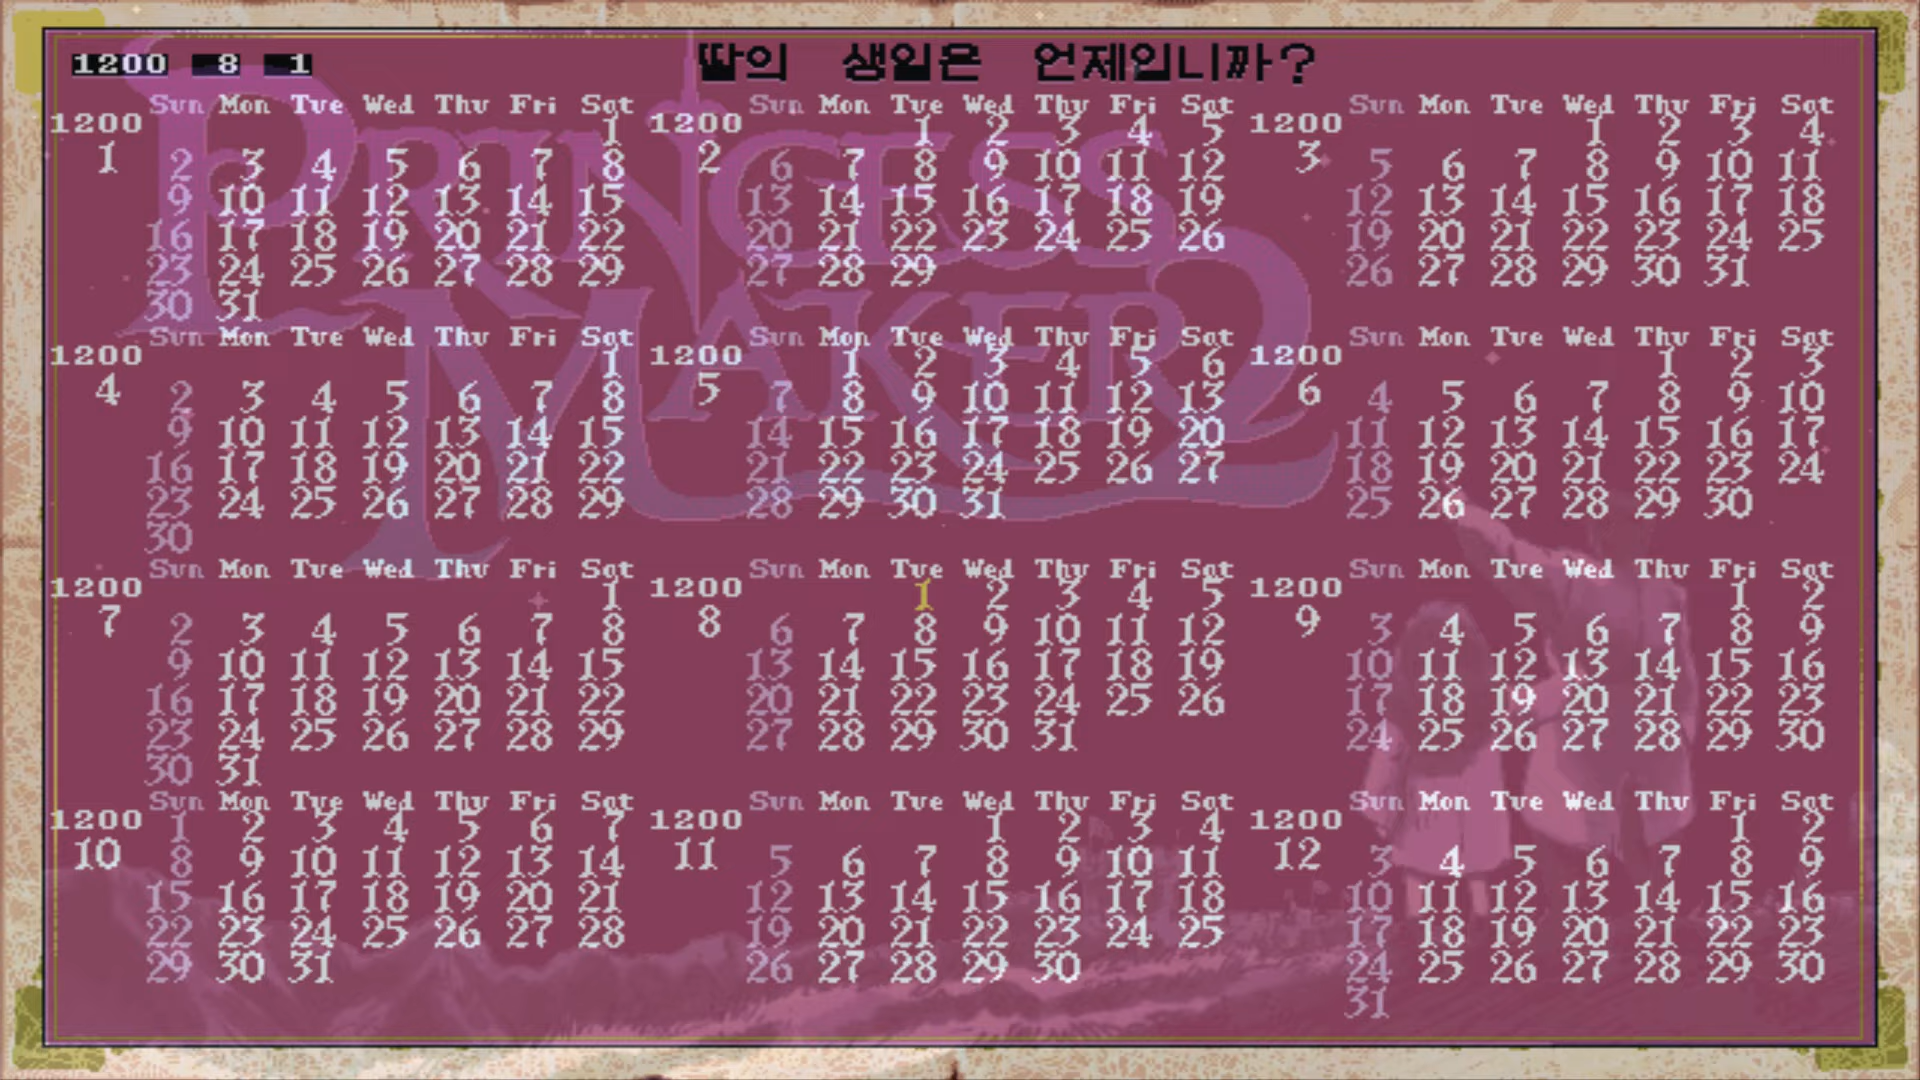 1200 8 1 딸의 생일은 언제입니까?
PRINCESS MAKER 2
1200 1
Sun Mon Tue Wed Thu Fri Sat
1
2 3 4 5 6 7 8
9 10 11 12 13 14 15
16 17 18 19 20 21 22
23 24 25 26 27 28 29
30 31
1200 2
Sun Mon Tue Wed Thu Fri Sat
1 2 3 4 5
6 7 8 9 10 11 12
13 14 15 16 17 18 19
20 21 22 23 24 25 26
27 28 29
1200 3
Sun Mon Tue Wed Thu Fri Sat
1 2 3 4
5 6 7 8 9 10 11
12 13 14 15 16 17 18
19 20 21 22 23 24 25
26 27 28 29 30 31
1200 4
Sun Mon Tue Wed Thu Fri Sat
1
2 3 4 5 6 7 8
9 10 11 12 13 14 15
16 17 18 19 20 21 22
23 24 25 26 27 28 29
30
1200 5
Sun Mon Tue Wed Thu Fri Sat
1 2 3 4 5 6
7 8 9 10 11 12 13
14 15 16 17 18 19 20
21 22 23 24 25 26 27
28 29 30 31
1200 6
Sun Mon Tue Wed Thu Fri Sat
1 2 3
4 5 6 7 8 9 10
11 12 13 14 15 16 17
18 19 20 21 22 23 24
25 26 27 28 29 30
1200 7
Sun Mon Tue Wed Thu Fri Sat
1
2 3 4 5 6 7 8
9 10 11 12 13 14 15
16 17 18 19 20 21 22
23 24 25 26 27 28 29
30 31
1200 8
Sun Mon Tue Wed Thu Fri Sat
1 2 3 4 5
6 7 8 9 10 11 12
13 14 15 16 17 18 19
20 21 22 23 24 25 26
27 28 29 30 31
1200 9
Sun Mon Tue Wed Thu Fri Sat
1 2
3 4 5 6 7 8 9
10 11 12 13 14 15 16
17 18 19 20 21 22 23
24 25 26 27 28 29 30
1200 10
Sun Mon Tue Wed Thu Fri Sat
1 2 3 4 5 6 7
8 9 10 11 12 13 14
15 16 17 18 19 20 21
22 23 24 25 26 27 28
29 30 31
1200 11
Sun Mon Tue Wed Thu Fri Sat
1 2 3 4
5 6 7 8 9 10 11
12 13 14 15 16 17 18
19 20 21 22 23 24 25
26 27 28 29 30
1200 12
Sun Mon Tue Wed Thu Fri Sat
1 2
3 4 5 6 7 8 9
10 11 12 13 14 15 16
17 18 19 20 21 22 23
24 25 26 27 28 29 30
31